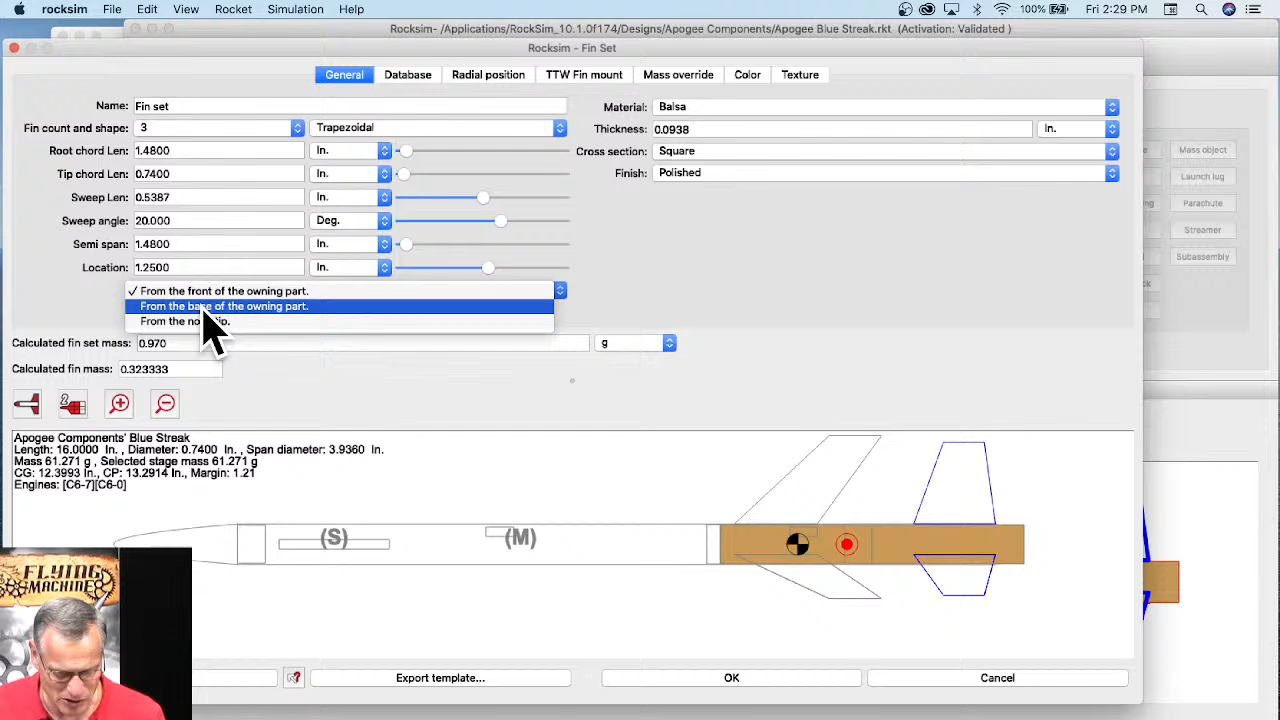 rocksim File Edit Rocket Simulation Help
100% Fri 2:29 PM
Rocksim- /Applications/RockSim_10.1.0f174/Designs/Apogee Components/Apogee Blue Streak.rkt (Activation: Validated )
Rocksim - Fin Set
General Database Radial position TTW Fin mount Mass override Color Texture
Name: Fin set
Material: Balsa
Fin count and shape: 3 Trapezoidal
Thickness: 0.0938 In.
Root chord Len: 1.4800 In.
Cross section: Square
Mass object
Tip chord Len: 0.7400 In.
Finish: Polished
Launch lug
Sweep Len: 0.5387 In.
Parachute
Sweep angle: 20.000 Deg.
Streamer
Semi span: 1.4800 In.
Subassembly
Location: 1.2500 In.
✓ From the front of the owning part.
From the base of the owning part.
From the
Calculated fin set mass: 0.970 g
Calculated fin mass: 0.323333
2
Apogee Components' Blue Streak
Length: 16.0000 In. , Diameter: 0.7400 In. , Span diameter: 3.9360 In.
Mass 61.271 g , Selected stage mass 61.271 g
CG: 12.3993 In., CP: 13.2914 In., Margin: 1.21
Engines: [C6-7][C6-0]
(S) (M)
FLYING
MACHINE
Export template... OK Cancel